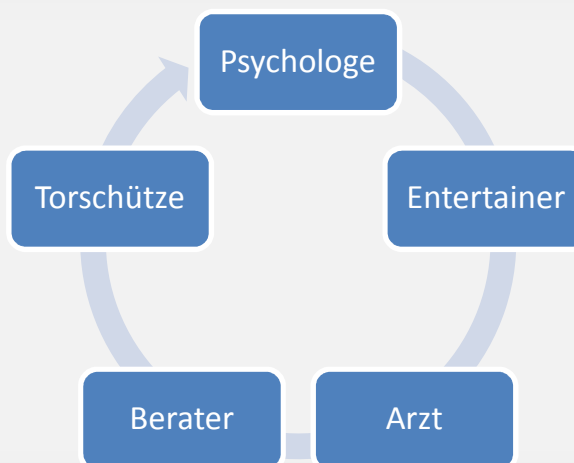 Psychologe
Entertainer
Arzt
Berater
Torschütze